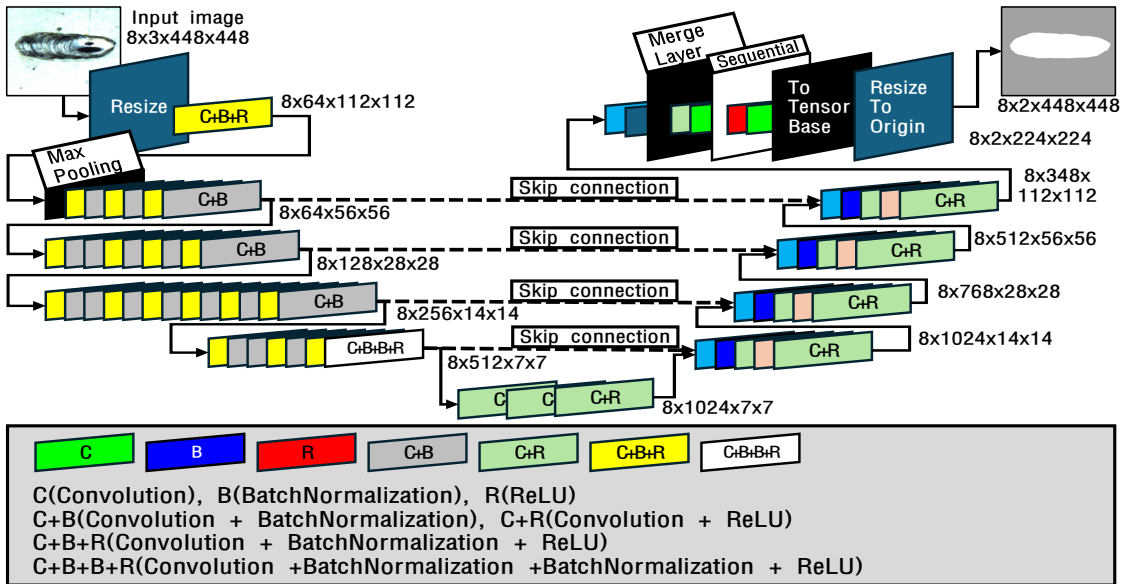 Input image
8x3x448x448
Resize
C+B+R
8x64x112x112
Max
Pooling
C+B
8x64x56x56
C+B
8x128x28x28
C+B
8x256x14x14
C+B+B+R
8x512x7x7
C+R
C
C+R
8x1024x7x7
Skip connection
Skip connection
Skip connection
Skip connection
C+R
8x1024x14x14
C+R
8x768x28x28
C+R
8x512x56x56
C+R
8x348x
112x112
Merge
Layer
Sequential
To
Tensor
Base
Resize
To
Origin
8x2x224x224
8x2x448x448
C
B
R
C+B
C+R
C+B+R
C+B+B+R
C(Convolution), B(BatchNormalization), R(ReLU)
C+B(Convolution + BatchNormalization), C+R(Convolution + ReLU)
C+B+R(Convolution + BatchNormalization + ReLU)
C+B+B+R(Convolution +BatchNormalization +BatchNormalization + ReLU)